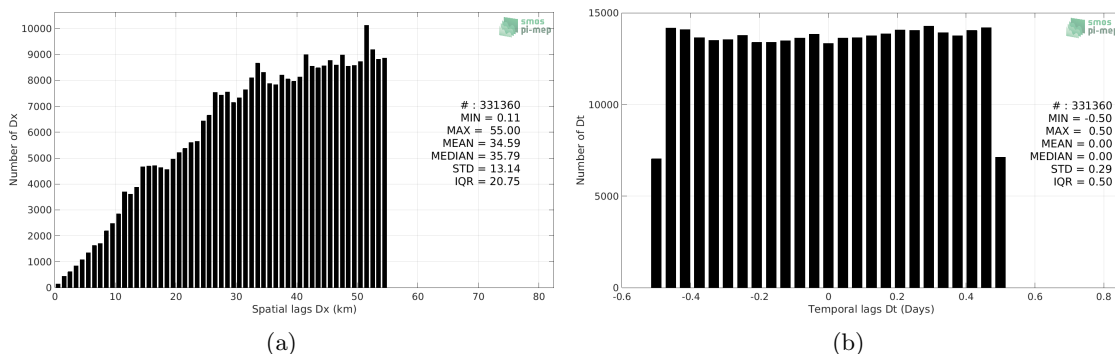 10000
9000
8000
7000
6000
5000
4000
3000
2000
1000
0
Number of Dx
0 10 20 30 40 50 60 70 80
Spatial lags Dx (km)
smos
pi-mep
# : 331360
MIN = 0.11
MAX = 55.00
MEAN = 34.59
MEDIAN = 35.79
STD = 13.14
IQR = 20.75
(a)
15000
10000
5000
0
Number of Dt
-0.6 -0.4 -0.2 0 0.2 0.4 0.6 0.8
Temporal lags Dt (Days)
smos
pi-mep
# : 331360
MIN = -0.50
MAX = 0.50
MEAN = 0.00
MEDIAN = 0.00
STD = 0.29
IQR = 0.50
(b)